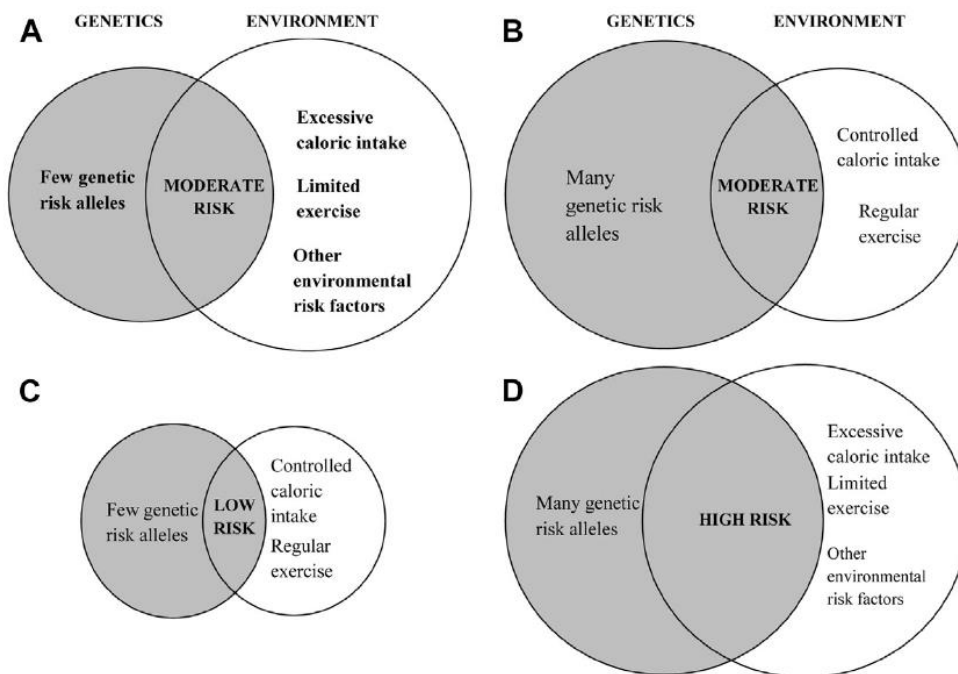 A
GENETICS
ENVIRONMENT
Few genetic
risk alleles
MODERATE
RISK
Excessive
caloric intake
Limited
exercise
Other
environmental
risk factors
B
GENETICS
ENVIRONMENT
Many
genetic risk
alleles
MODERATE
RISK
Controlled
caloric intake
Regular
exercise
C
Few genetic
risk alleles
LOW
RISK
Controlled
caloric
intake
Regular
exercise
D
Many genetic
risk alleles
HIGH RISK
Excessive
caloric intake
Limited
exercise
Other
environmental
risk factors